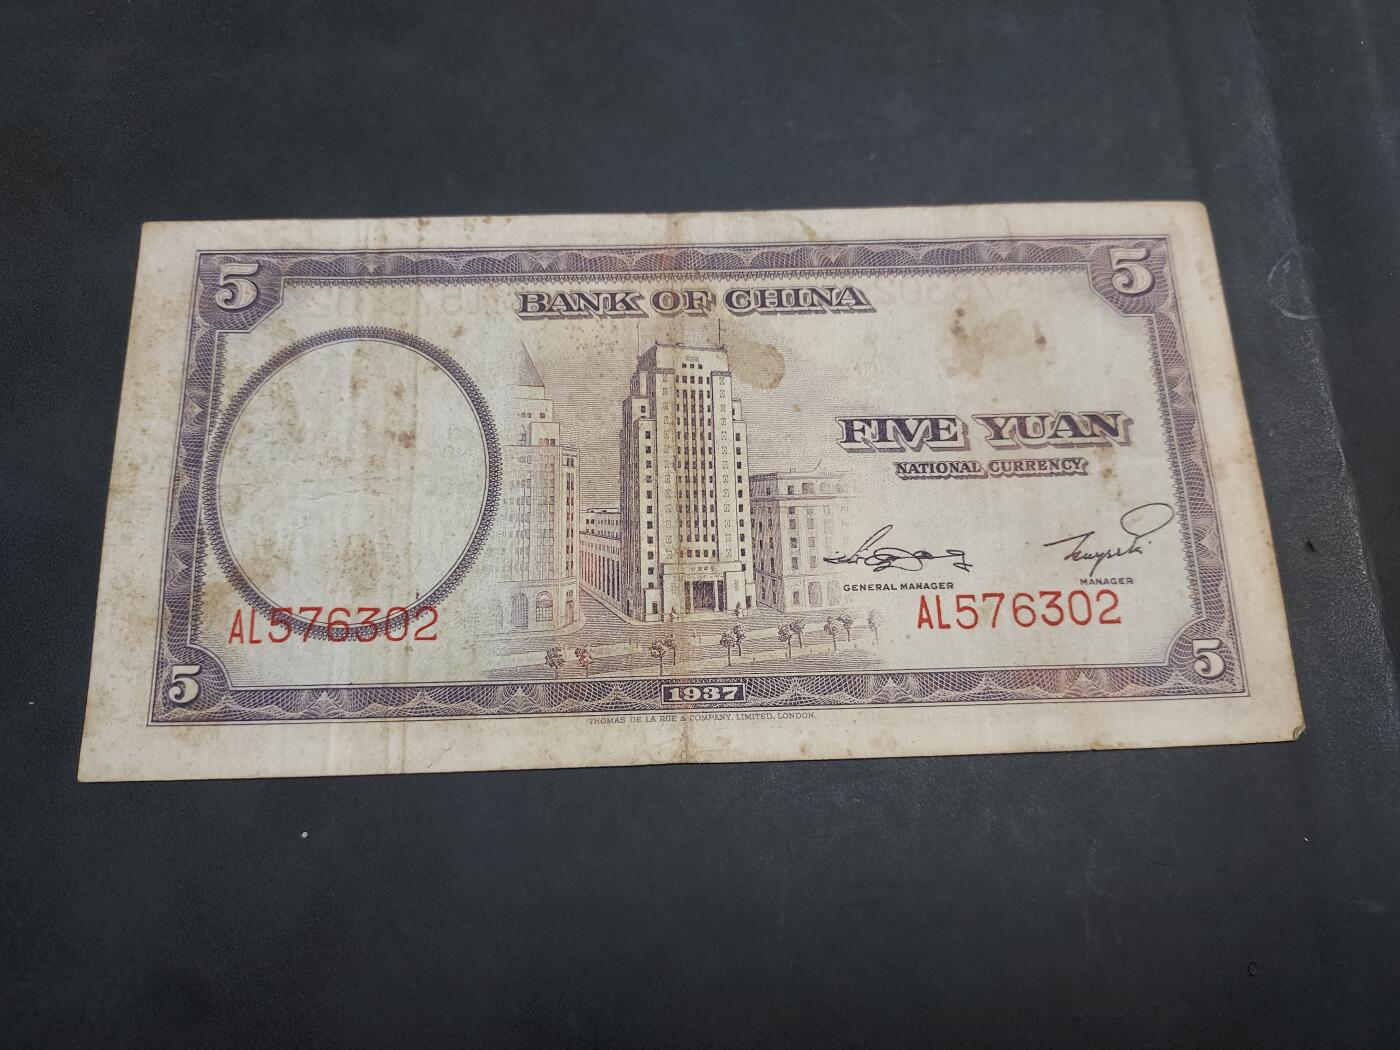 5
5
BANK OF CHINA
FIVE YUAN
NATIONAL CURRENCY
GENERAL MANAGER
MANAGER
AL576302
AL576302
5
5
1937
THOMAS DE LA RUE & COMPANY, LIMITED, LONDON.